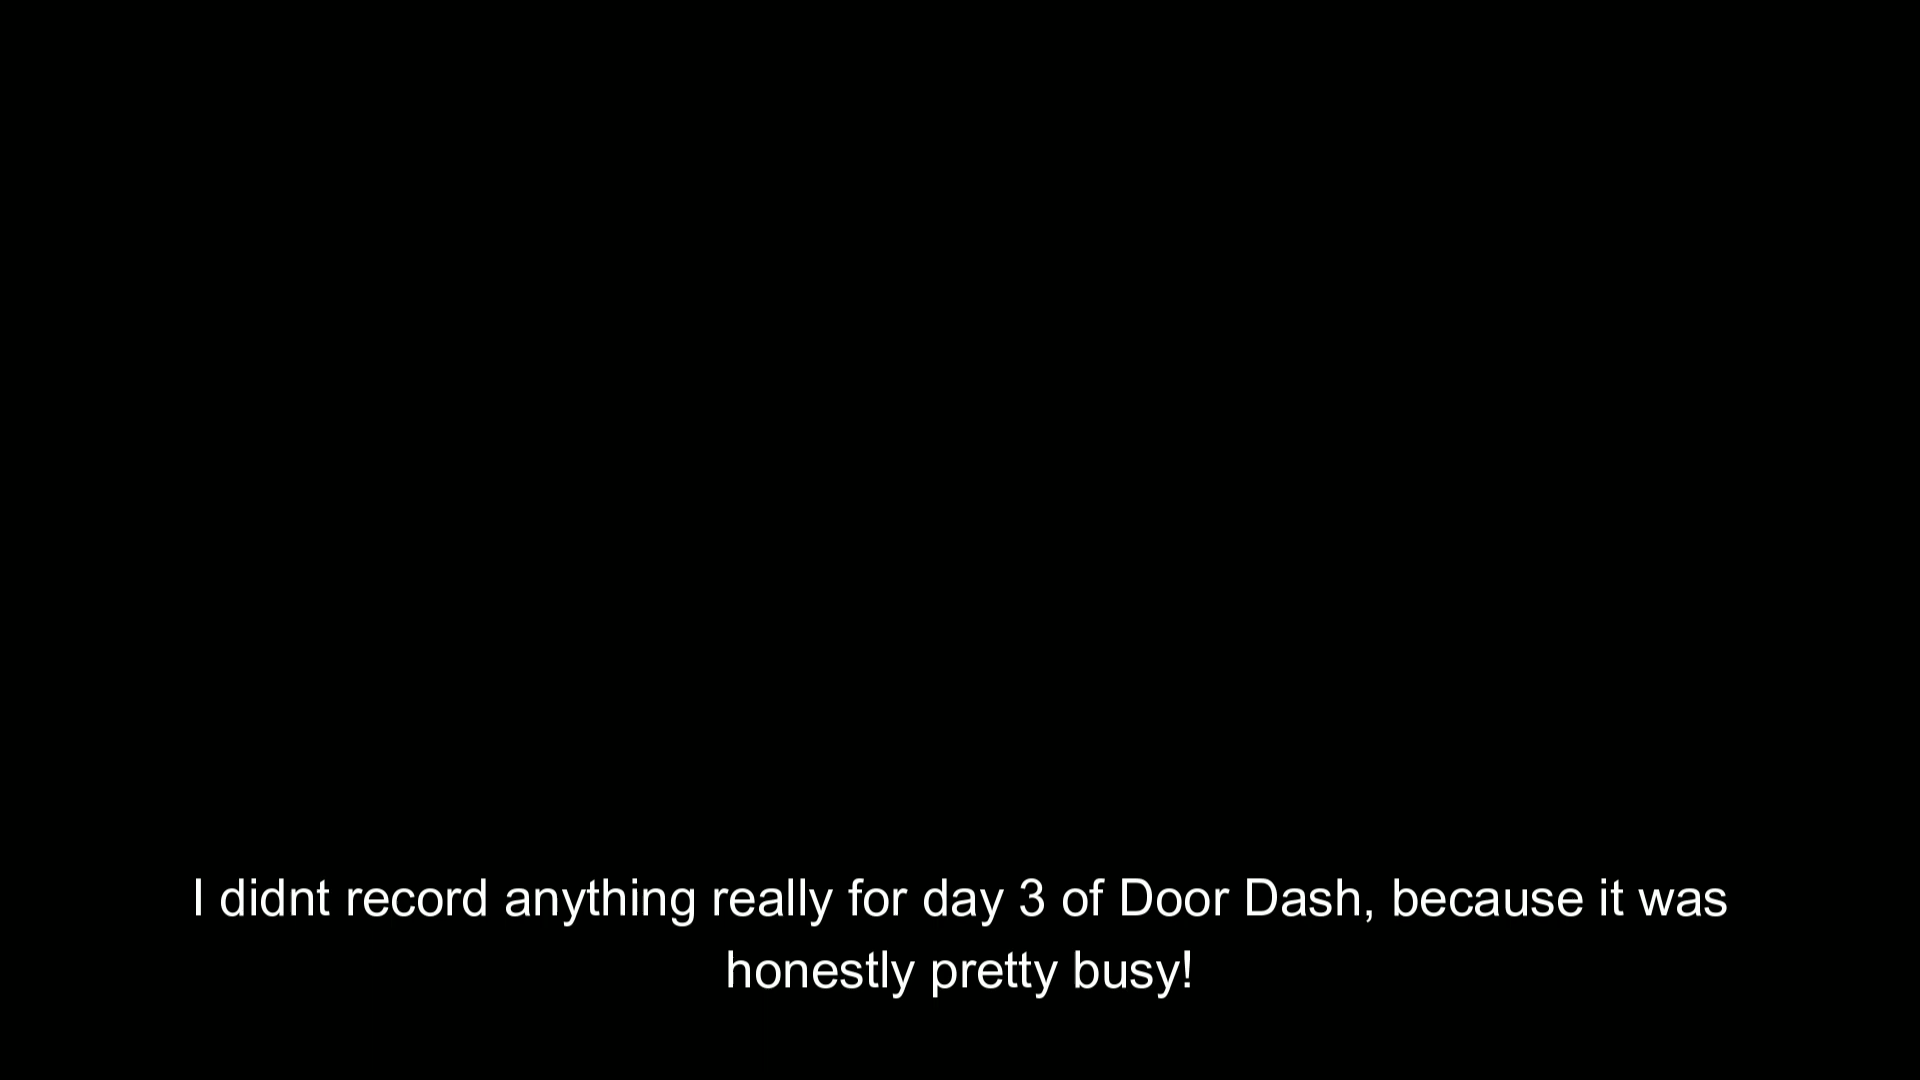 I didnt record anything really for day 3 of Door Dash, because it was
honestly pretty busy!